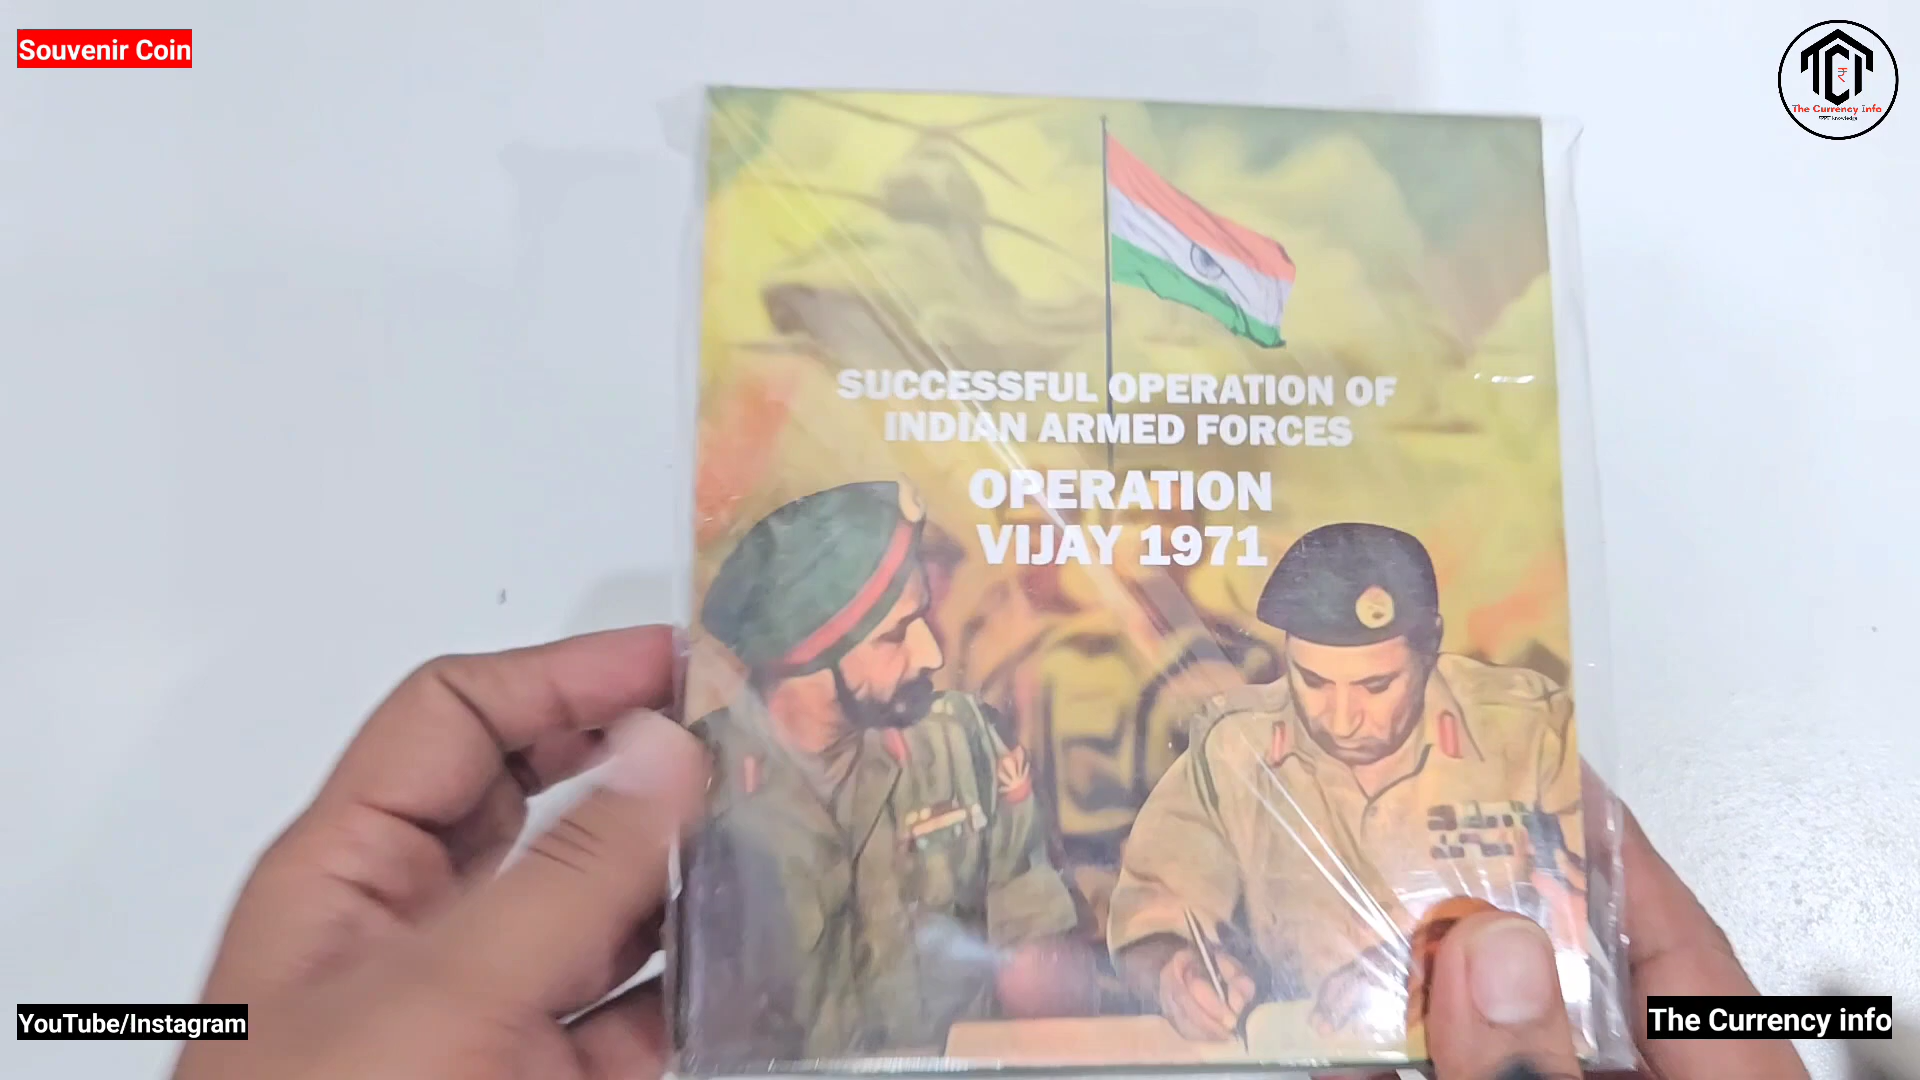 Souvenir Coin
The Currency Info
SUCCESSFUL OPERATION OF
INDIAN ARMED FORCES
OPERATION
VIJAY 1971
YouTube/Instagram
The Currency info